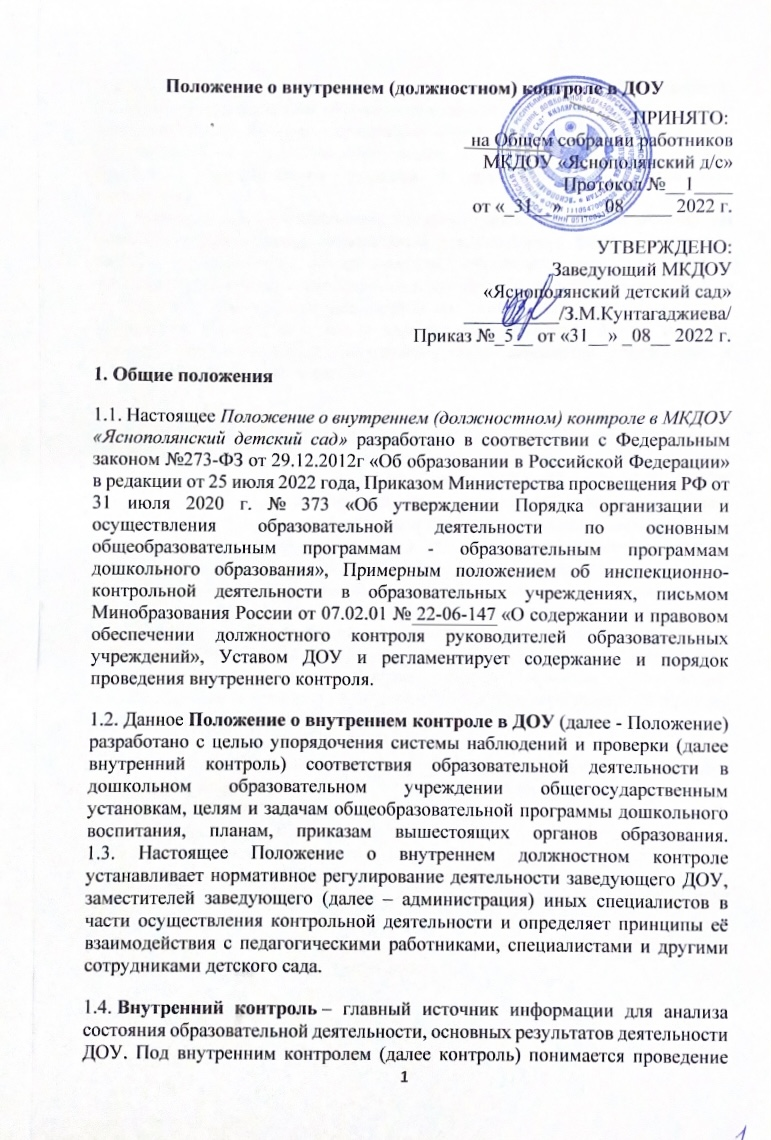 Положение о внутреннем (должностном) контроле в ДОУ
ПРИНЯТО:
на Общем собрании работников
МКДОУ «Яснополянский д/с»
Протокол №__1____
от «_31__» ___08_____ 2022 г.
УТВЕРЖДЕНО:
Заведующий МКДОУ
«Яснополянский детский сад»
__________/З.М.Кунтагаджиева/
Приказ №_5__ от «31__» _08__ 2022 г.
1. Общие положения
1.1. Настоящее Положение о внутреннем (должностном) контроле в МКДОУ
«Яснополянский детский сад» разработано в соответствии с Федеральным
законом №273-ФЗ от 29.12.2012г «Об образовании в Российской Федерации»
в редакции от 25 июля 2022 года, Приказом Министерства просвещения РФ от
31 июля 2020 г. № 373 «Об утверждении Порядка организации и
осуществления образовательной деятельности по основным
общеобразовательным программам - образовательным программам
дошкольного образования», Примерным положением об инспекционно-
контрольной деятельности в образовательных учреждениях, письмом
Минобразования России от 07.02.01 № 22-06-147 «О содержании и правовом
обеспечении должностного контроля руководителей образовательных
учреждений», Уставом ДОУ и регламентирует содержание и порядок
проведения внутреннего контроля.
1.2. Данное Положение о внутреннем контроле в ДОУ (далее - Положение)
разработано с целью упорядочения системы наблюдений и проверки (далее
внутренний контроль) соответствия образовательной деятельности в
дошкольном образовательном учреждении общегосударственным
установкам, целям и задачам общеобразовательной программы дошкольного
воспитания, планам, приказам вышестоящих органов образования.
1.3. Настоящее Положение о внутреннем должностном контроле
устанавливает нормативное регулирование деятельности заведующего ДОУ,
заместителей заведующего (далее – администрация) иных специалистов в
части осуществления контрольной деятельности и определяет принципы её
взаимодействия с педагогическими работниками, специалистами и другими
сотрудниками детского сада.
1.4. Внутренний контроль – главный источник информации для анализа
состояния образовательной деятельности, основных результатов деятельности
ДОУ. Под внутренним контролем (далее контроль) понимается проведение
1
1